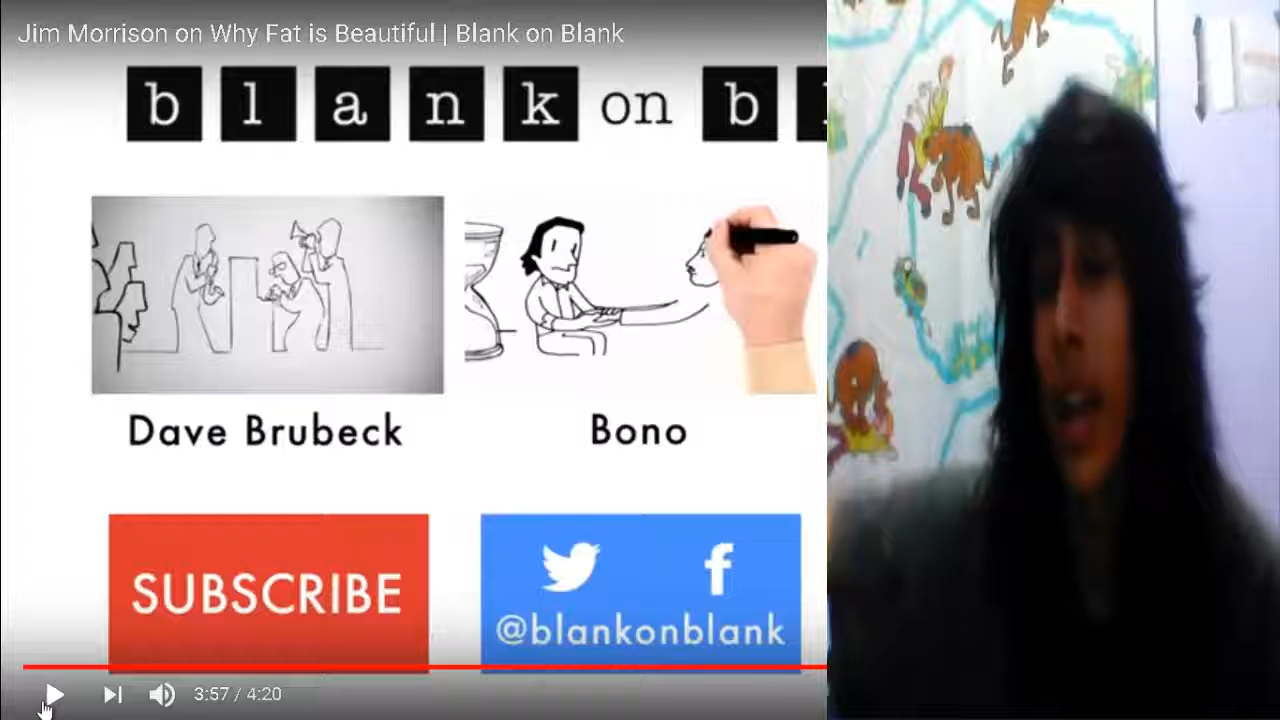 Jim Morrison on Why Fat is Beautiful | Blank on Blank
blank on b
Dave Brubeck
Bono
SUBSCRIBE
@blankonblank
3:57 / 4:20